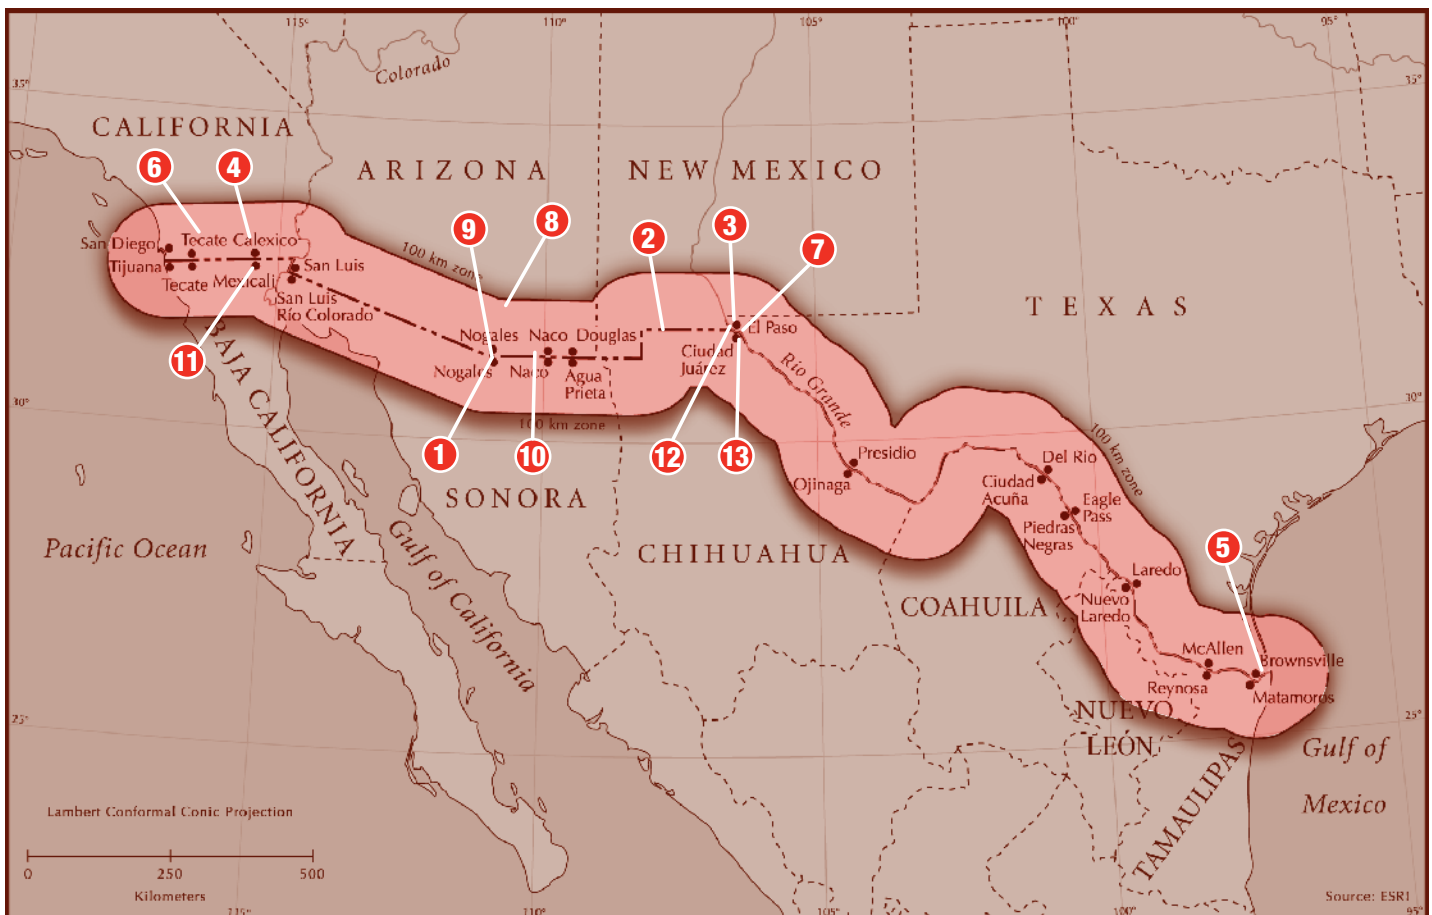 115°
110°
105°
100°
95°
Colorado
35°
35°
CALIFORNIA
ARIZONA
NEW MEXICO
6
4
8
9
2
3
7
100 km zone
San Diego
Tecate
Calexico
Tijuana
Tecate
Mexicali
San Luis
San Luis
Río Colorado
TEXAS
El Paso
Ciudad
Juárez
Nogales
Naco
Douglas
Nogales
Naco
Agua
Prieta
Rio Grande
11
BAJA CALIFORNIA
30°
30°
100 km zone
100 km zone
1
10
12
13
Presidio
Ojinaga
Del Rio
Ciudad
Acuña
Eagle
Pass
Piedras
Negras
SONORA
Pacific Ocean
Gulf of California
CHIHUAHUA
5
Laredo
Nuevo
Laredo
COAHUILA
McAllen
Brownsville
Reynosa
Matamoros
25°
25°
NUEVO
LEÓN
TAMAULIPAS
Gulf of
Mexico
Lambert Conformal Conic Projection
0
250
500
Kilometers
Source: ESRI
115°
110°
105°
100°
95°